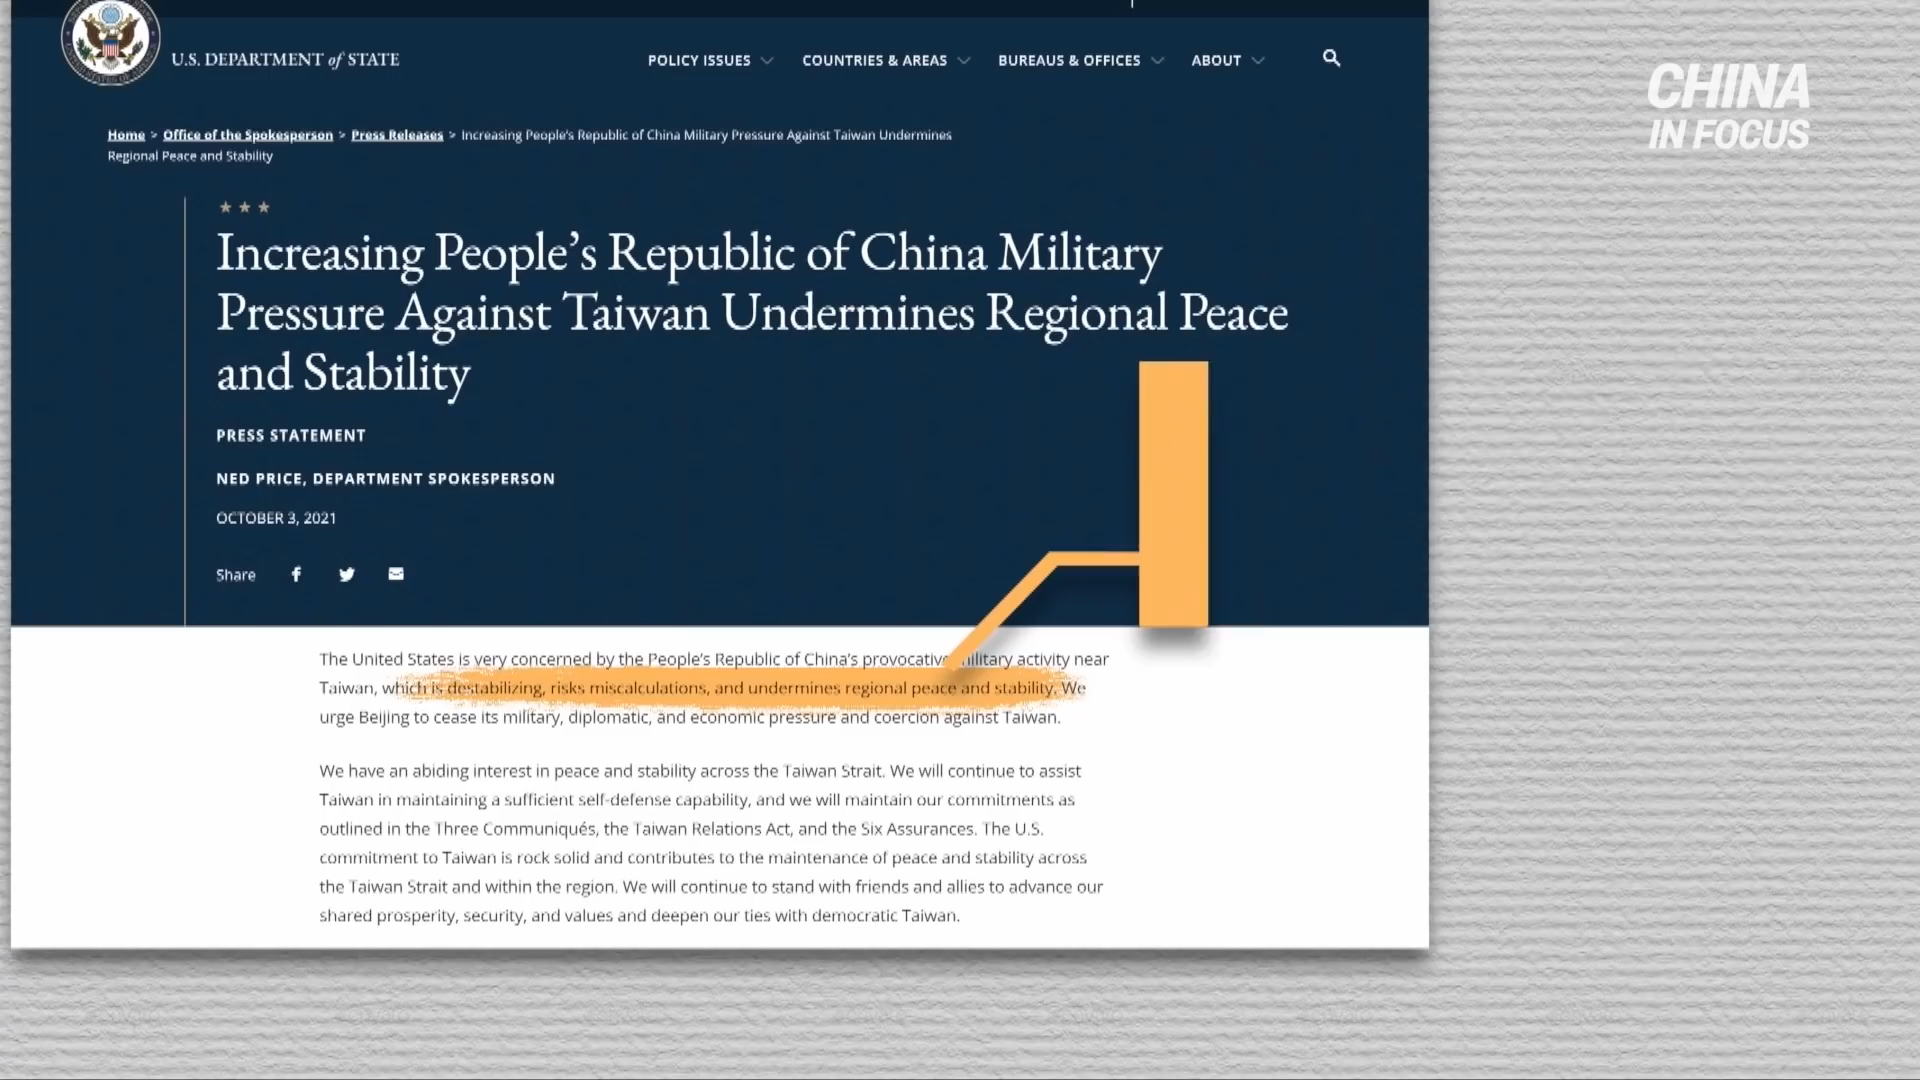 U.S. DEPARTMENT of STATE
POLICY ISSUES
COUNTRIES & AREAS
BUREAUS & OFFICES
ABOUT
CHINA
IN FOCUS
Home > Office of the Spokesperson > Press Releases > Increasing People's Republic of China Military Pressure Against Taiwan Undermines
Regional Peace and Stability
Increasing People's Republic of China Military
Pressure Against Taiwan Undermines Regional Peace
and Stability
PRESS STATEMENT
NED PRICE, DEPARTMENT SPOKESPERSON
OCTOBER 3, 2021
Share
The United States is very concerned by the People's Republic of China's provocative military activity near
Taiwan, which is destabilizing, risks miscalculations, and undermines regional peace and stability. We
urge Beijing to cease its military, diplomatic, and economic pressure and coercion against Taiwan.
We have an abiding interest in peace and stability across the Taiwan Strait. We will continue to assist
Taiwan in maintaining a sufficient self-defense capability, and we will maintain our commitments as
outlined in the Three Communiqués, the Taiwan Relations Act, and the Six Assurances. The U.S.
commitment to Taiwan is rock solid and contributes to the maintenance of peace and stability across
the Taiwan Strait and within the region. We will continue to stand with friends and allies to advance our
shared prosperity, security, and values and deepen our ties with democratic Taiwan.